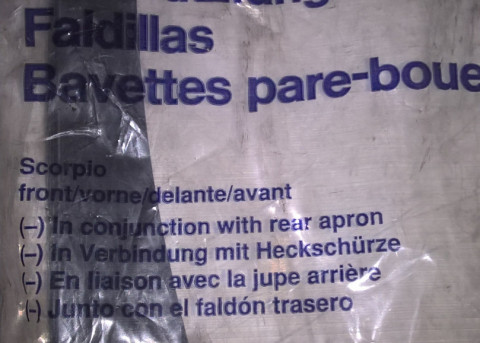 Faldillas
Bavettes pare-boue
Scorpio
front/vorne/delante/avant
(–) In conjunction with rear apron
(–) In Verbindung mit Heckschürze
(–) En liaison avec la jupe arrière
(-) Junto con el faldón trasero